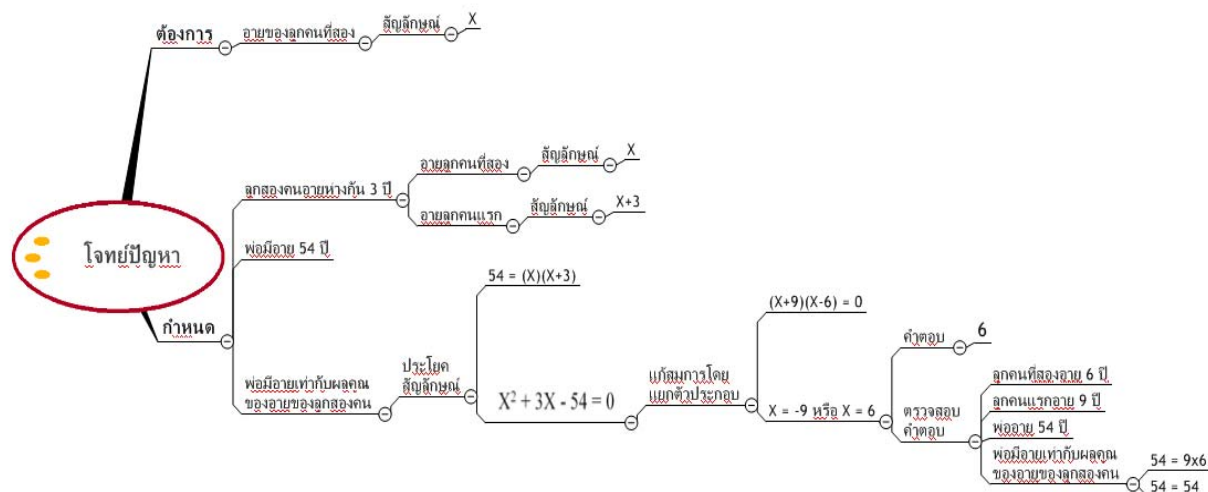 ต้องการ
อายุของลูกคนที่สอง
สัญลักษณ์
X
โจทย์ปัญหา
กำหนด
ลูกสองคนอายุห่างกัน 3 ปี
อายุลูกคนที่สอง
สัญลักษณ์
X
อายุลูกคนแรก
สัญลักษณ์
X+3
พ่อมีอายุ 54 ปี
พ่อมีอายุเท่ากับผลคูณ
ของอายุของลูกสองคน
ประโยค
สัญลักษณ์
54 = (X)(X+3)
X² + 3X - 54 = 0
แก้สมการโดย
แยกตัวประกอบ
(X+9)(X-6) = 0
X = -9 หรือ X = 6
คำตอบ
6
ตรวจสอบ
คำตอบ
ลูกคนที่สองอายุ 6 ปี
ลูกคนแรกอายุ 9 ปี
พ่ออายุ 54 ปี
พ่อมีอายุเท่ากับผลคูณ
ของอายุของลูกสองคน
54 = 9x6
54 = 54